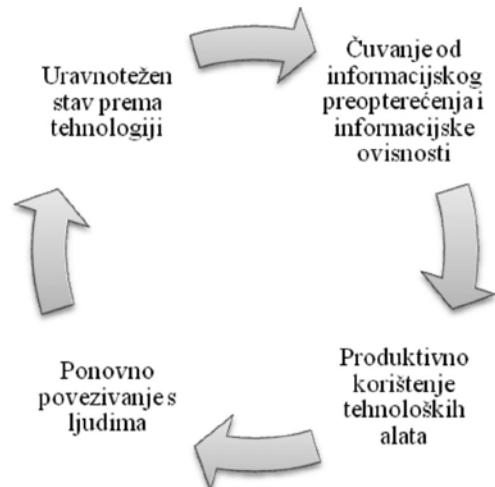 Uravnotežen
stav prema
tehnologiji
Čuvanje od
informacijskog
preopterećenja i
informacijske
ovisnosti
Produktivno
korištenje
tehnoloških
alata
Ponovno
povezivanje s
ljudima